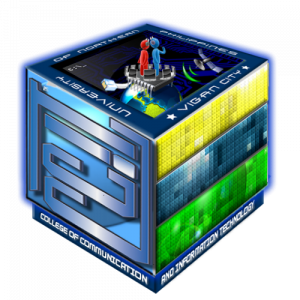 UNIVERSITY
OF NORTHERN
PHILIPPINES
VIGAN CITY
COLLEGE OF COMMUNICATION
AND INFORMATION TECHNOLOGY